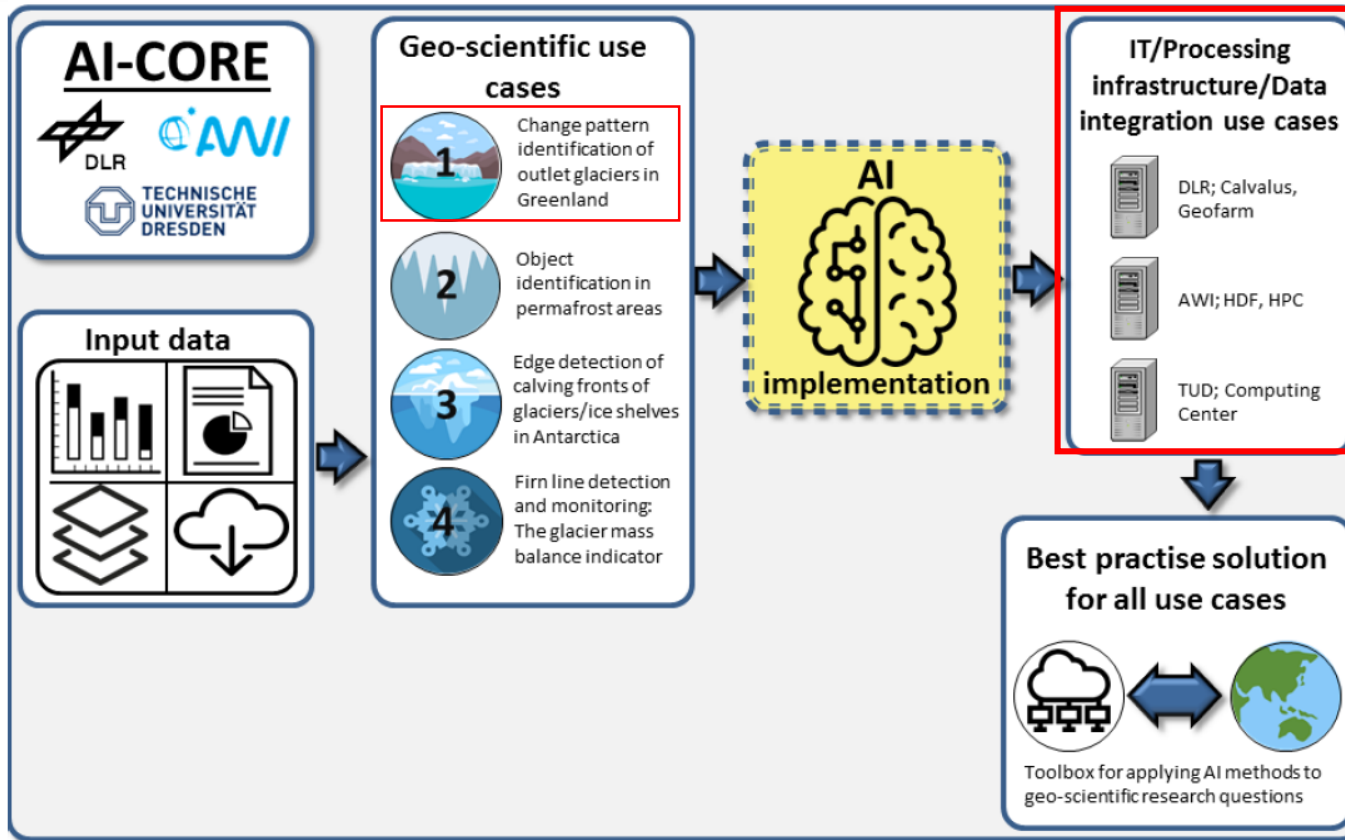 AI-CORE
DLR
AWI
TECHNISCHE
UNIVERSITÄT
DRESDEN
Input data
Geo-scientific use
cases
1
Change pattern
identification of
outlet glaciers in
Greenland
2
Object
identification in
permafrost areas
3
Edge detection of
calving fronts of
glaciers/ice shelves
in Antarctica
4
Firn line detection
and monitoring:
The glacier mass
balance indicator
AI
implementation
IT/Processing
infrastructure/Data
integration use cases
DLR; Calvalus,
Geofarm
AWI; HDF, HPC
TUD; Computing
Center
Best practise solution
for all use cases
Toolbox for applying AI methods to
geo-scientific research questions